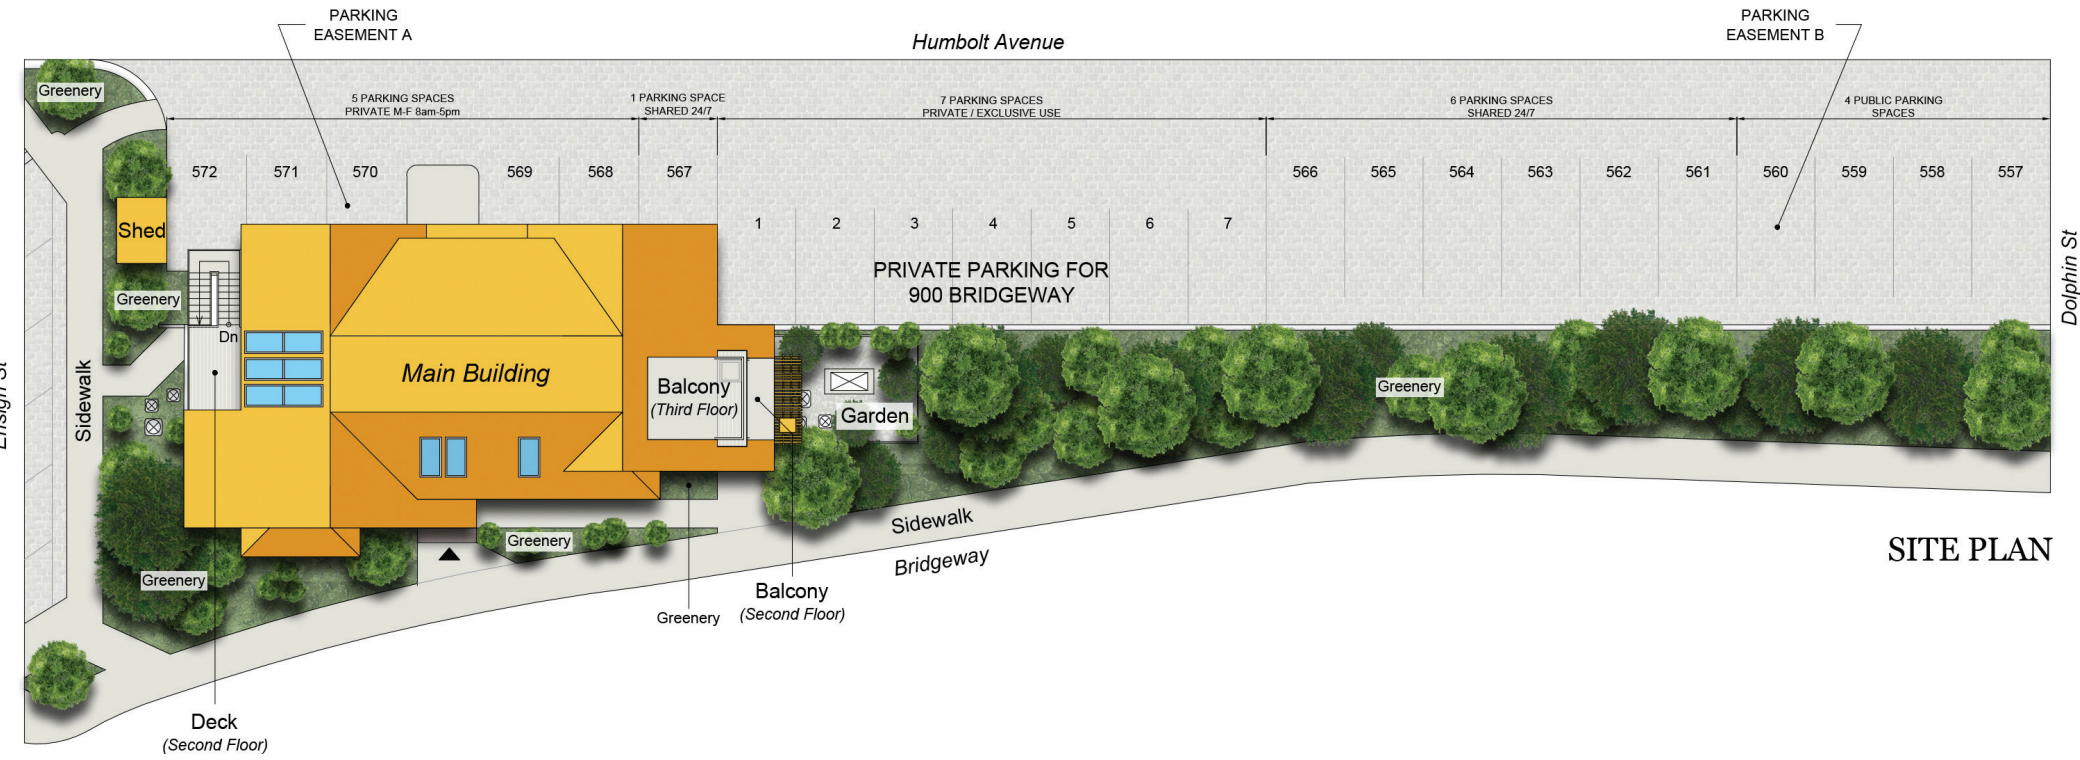 PARKING
EASEMENT A
Humbolt Avenue
PARKING
EASEMENT B
Greenery
5 PARKING SPACES
PRIVATE M-F 8am-5pm
1 PARKING SPACE
SHARED 24/7
7 PARKING SPACES
PRIVATE / EXCLUSIVE USE
6 PARKING SPACES
SHARED 24/7
4 PUBLIC PARKING
SPACES
572
571
570
569
568
567
566
565
564
563
562
561
560
559
558
557
1
2
3
4
5
6
7
Shed
PRIVATE PARKING FOR
900 BRIDGEWAY
Dolphin St
Greenery
Dn
Ensign St
Sidewalk
Main Building
Balcony
(Third Floor)
Garden
Greenery
Sidewalk
Bridgeway
Greenery
Greenery
SITE PLAN
Balcony
(Second Floor)
Greenery
Deck
(Second Floor)